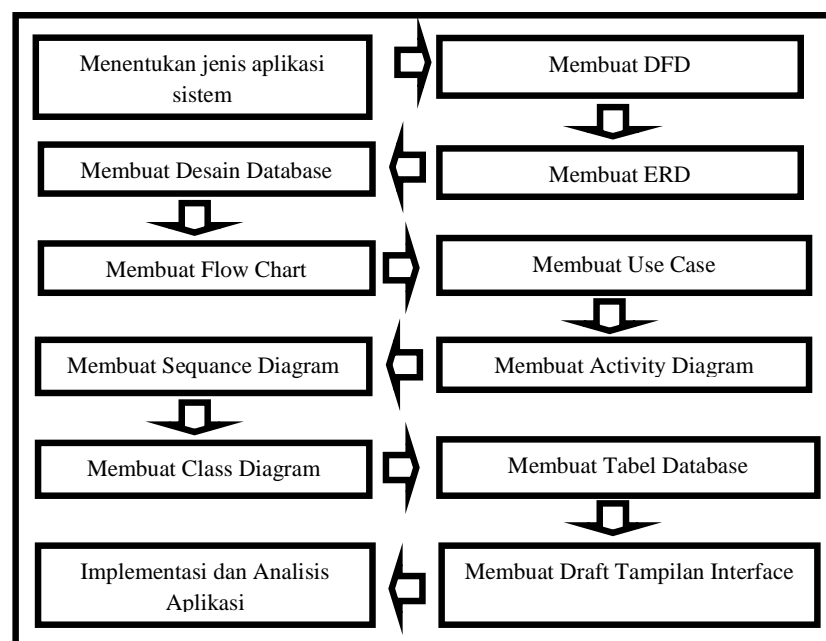 Menentukan jenis aplikasi
sistem
Membuat DFD
Membuat ERD
Membuat Desain Database
Membuat Flow Chart
Membuat Use Case
Membuat Activity Diagram
Membuat Sequance Diagram
Membuat Class Diagram
Membuat Tabel Database
Membuat Draft Tampilan Interface
Implementasi dan Analisis
Aplikasi